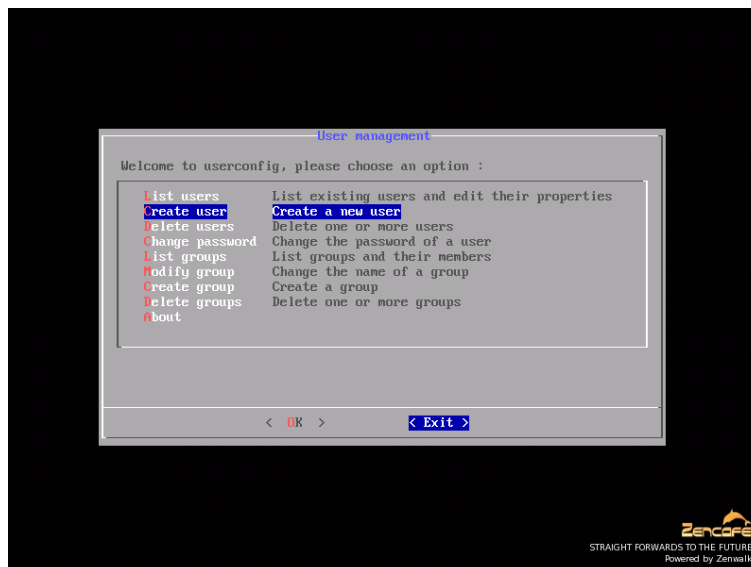 User management
Welcome to userconfig, please choose an option :
List users List existing users and edit their properties
Create user Create a new user
Delete users Delete one or more users
Change password Change the password of a user
List groups List groups and their members
Modify group Change the name of a group
Create group Create a group
Delete groups Delete one or more groups
About
< OK > < Exit >
Zencafe
STRAIGHT FORWARDS TO THE FUTURE
Powered by Zenwalk